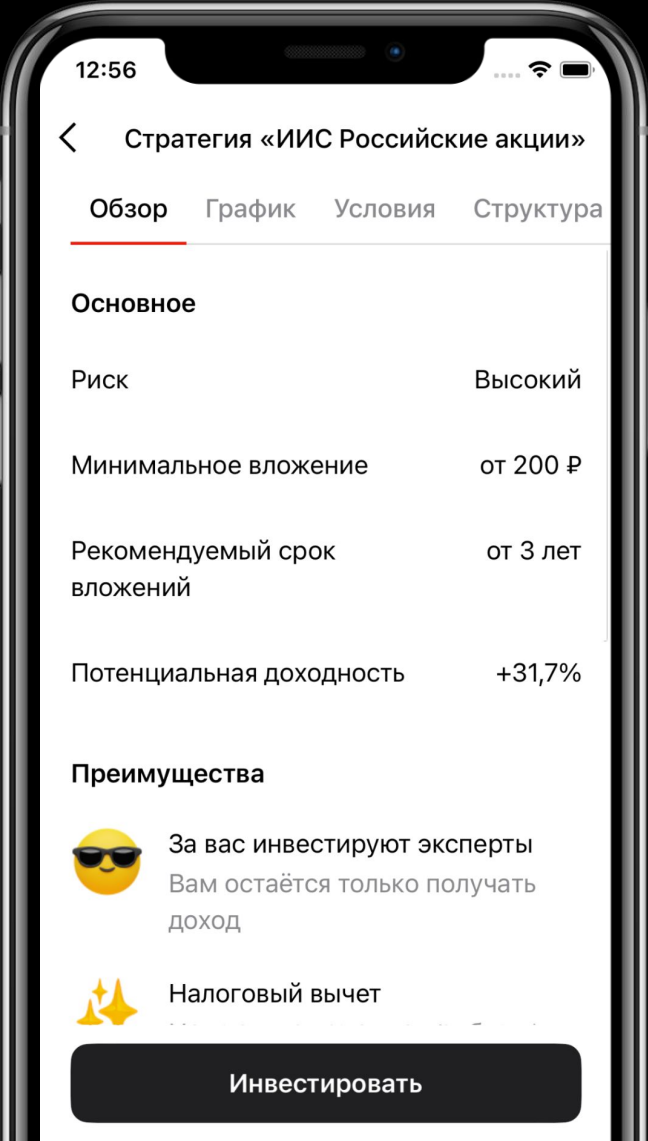 12:56
Стратегия «ИИС Российские акции»
Обзор График Условия Структура
Основное
Риск Высокий
Минимальное вложение от 200 ₽
Рекомендуемый срок от 3 лет
вложений
Потенциальная доходность +31,7%
Преимущества
За вас инвестируют эксперты
Вам остаётся только получать
доход
Налоговый вычет
Инвестировать